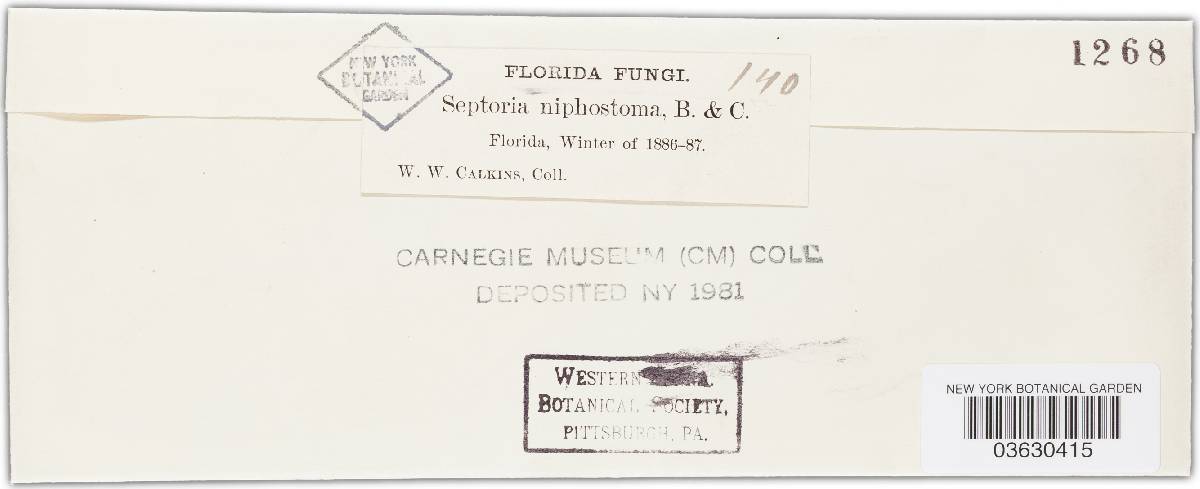 1268
NEW YORK
BOTANICAL
GARDEN
FLORIDA FUNGI. 140
Septoria niphostoma, B. & C.
Florida, Winter of 1886–87.
W. W. CALKINS, Coll.
CARNEGIE MUSEUM (CM) COLL
DEPOSITED NY 1981
WESTERN
BOTANICAL SOCIETY,
PITTSBURGH, PA.
NEW YORK BOTANICAL GARDEN
03630415